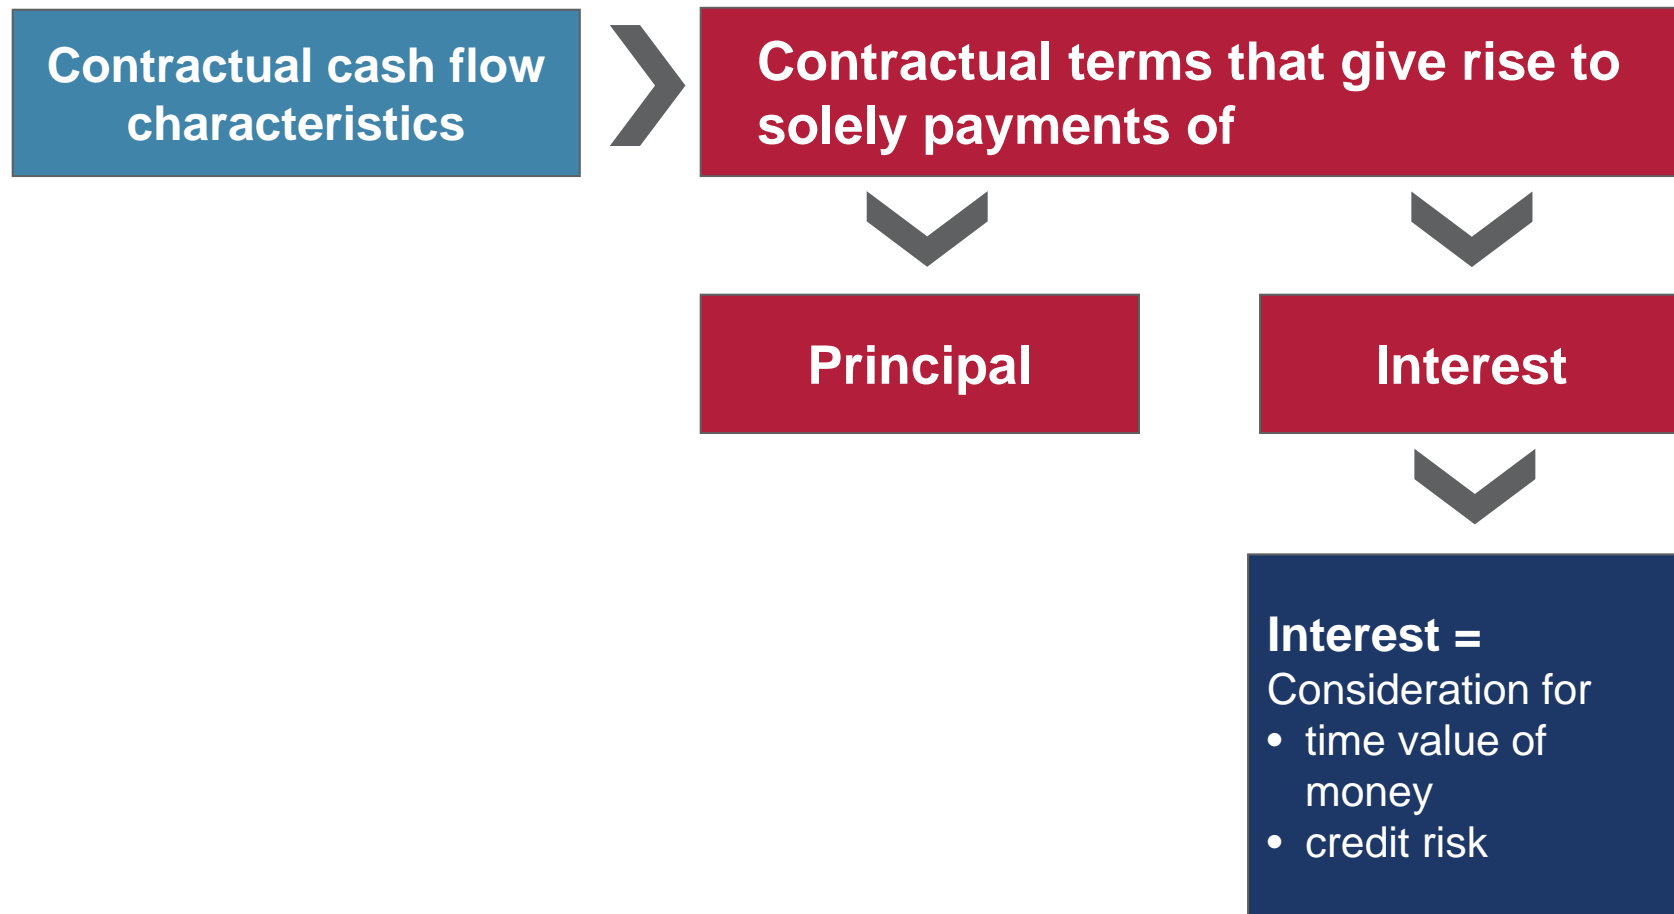 Contractual cash flow
characteristics
Contractual terms that give rise to
solely payments of
Principal
Interest
Interest =
Consideration for
• time value of
money
• credit risk